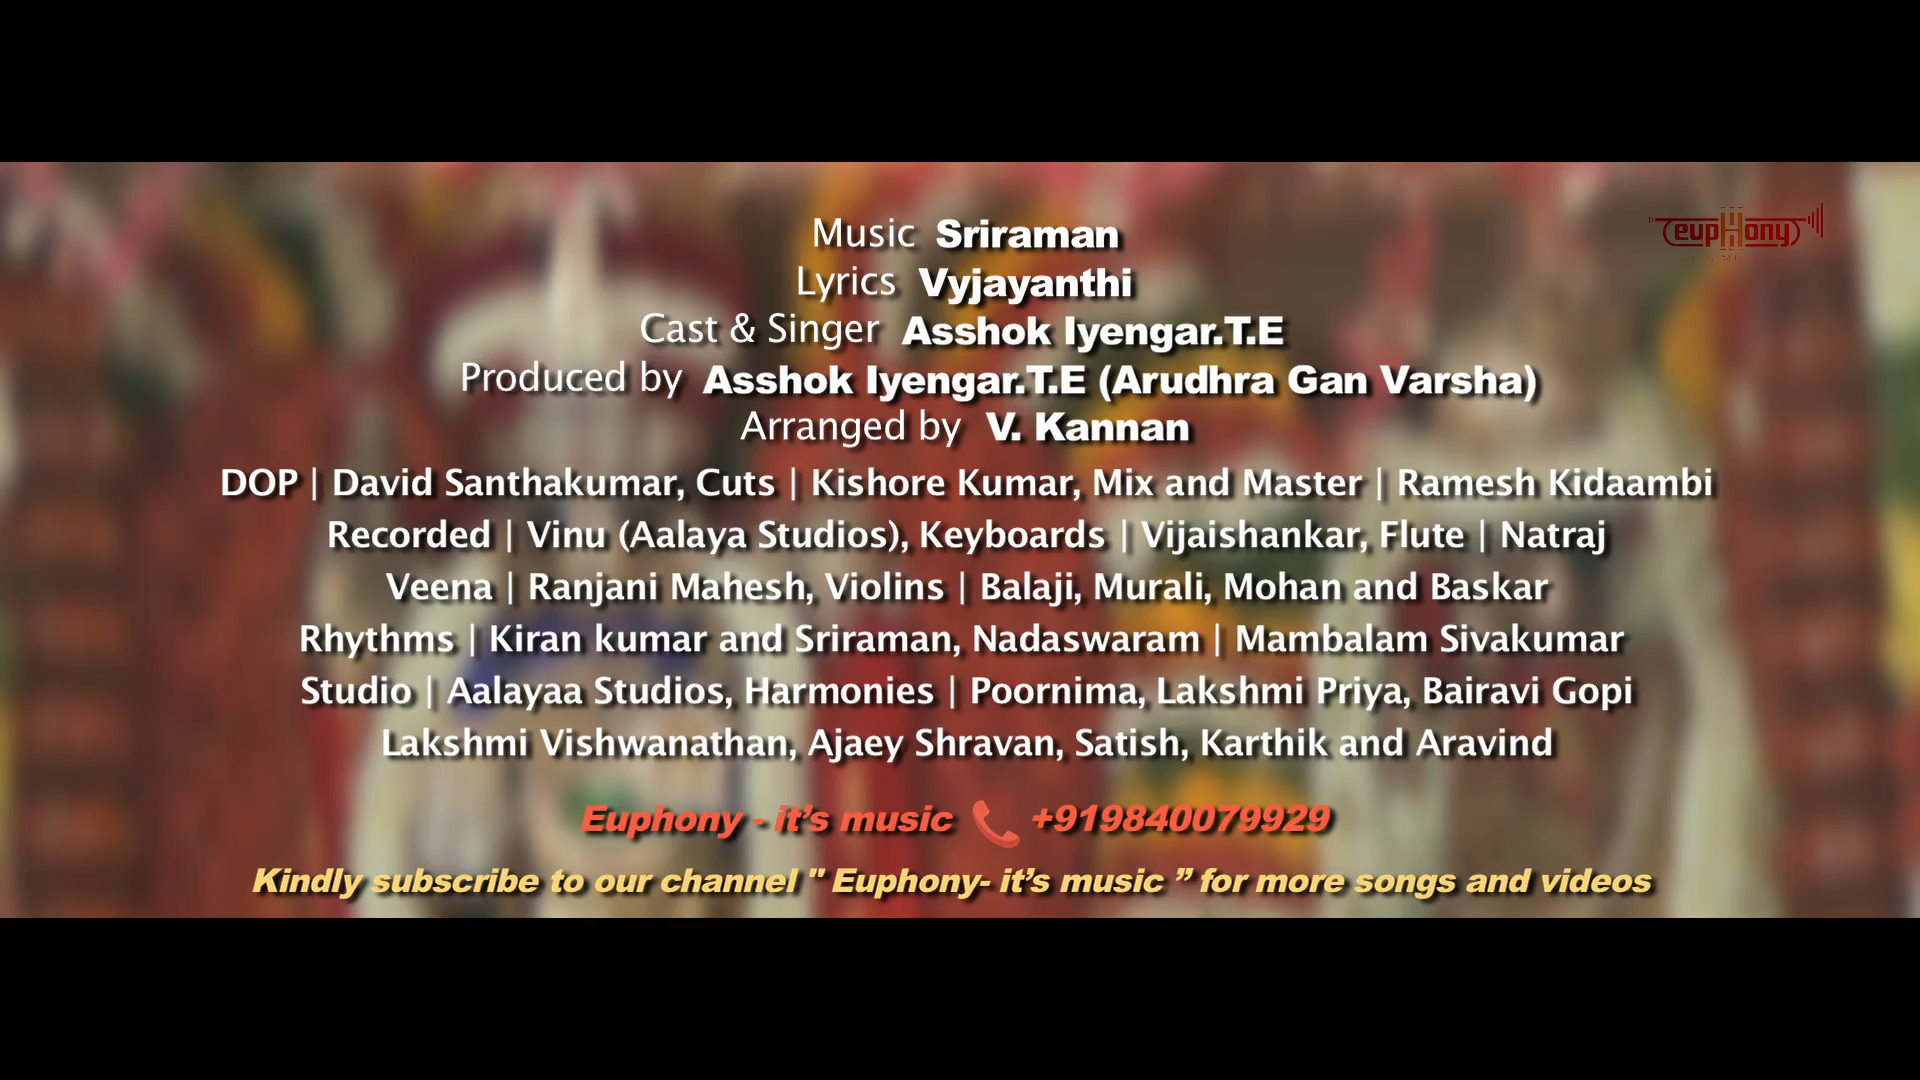 Music Sriraman
euphony
Lyrics Vyjayanthi
Cast & Singer Asshok Iyengar.T.E
Produced by Asshok Iyengar.T.E (Arudhra Gan Varsha)
Arranged by V. Kannan
DOP | David Santhakumar, Cuts | Kishore Kumar, Mix and Master | Ramesh Kidaambi
Recorded | Vinu (Aalaya Studios), Keyboards | Vijaishankar, Flute | Natraj
Veena | Ranjani Mahesh, Violins | Balaji, Murali, Mohan and Baskar
Rhythms | Kiran kumar and Sriraman, Nadaswaram | Mambalam Sivakumar
Studio | Aalayaa Studios, Harmonies | Poornima, Lakshmi Priya, Bairavi Gopi
Lakshmi Vishwanathan, Ajaey Shravan, Satish, Karthik and Aravind
Euphony - it’s music +919840079929
Kindly subscribe to our channel " Euphony- it’s music ” for more songs and videos